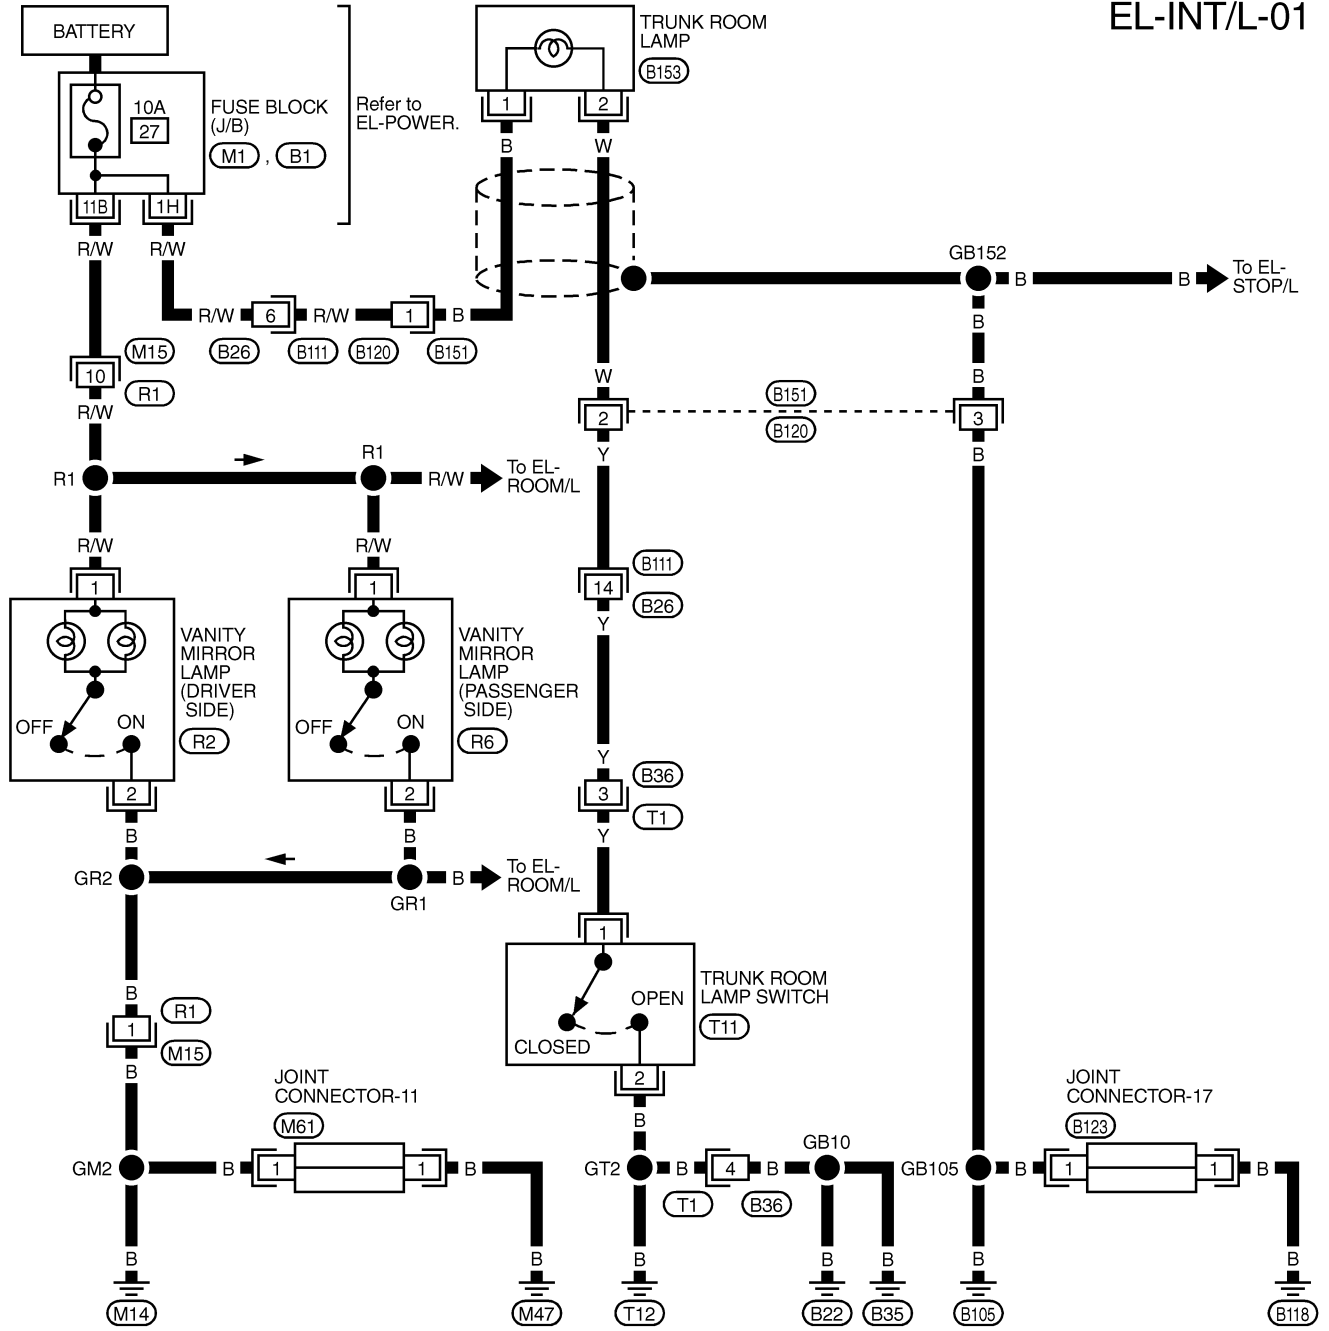 EL-INT/L-01
BATTERY
10A
27
FUSE BLOCK
(J/B)
M1 , B1
Refer to
EL-POWER.
11B
1H
R/W
R/W
TRUNK ROOM
LAMP
B153
1
2
B
W
R/W
6
R/W
1
B
B26
B111
B120
B151
GB152
B
B
To EL-
STOP/L
B
B
M15
10
R1
R/W
W
2
B151
B120
3
Y
B
R1
R1
R/W
To EL-
ROOM/L
R/W
R/W
1
1
B111
14
B26
Y
VANITY
MIRROR
LAMP
(DRIVER
SIDE)
R2
OFF
ON
2
VANITY
MIRROR
LAMP
(PASSENGER
SIDE)
R6
OFF
ON
2
Y
B36
3
T1
Y
B
B
GR2
GR1
B
To EL-
ROOM/L
1
TRUNK ROOM
LAMP SWITCH
T11
OPEN
CLOSED
2
B
B
R1
1
M15
B
JOINT
CONNECTOR-11
M61
GM2
B
1
1
B
B
M14
B
M47
GT2
B
4
B
GB10
T1
B36
B
T12
B
B22
B
B35
JOINT
CONNECTOR-17
B123
GB105
B
1
1
B
B
B105
B
B118